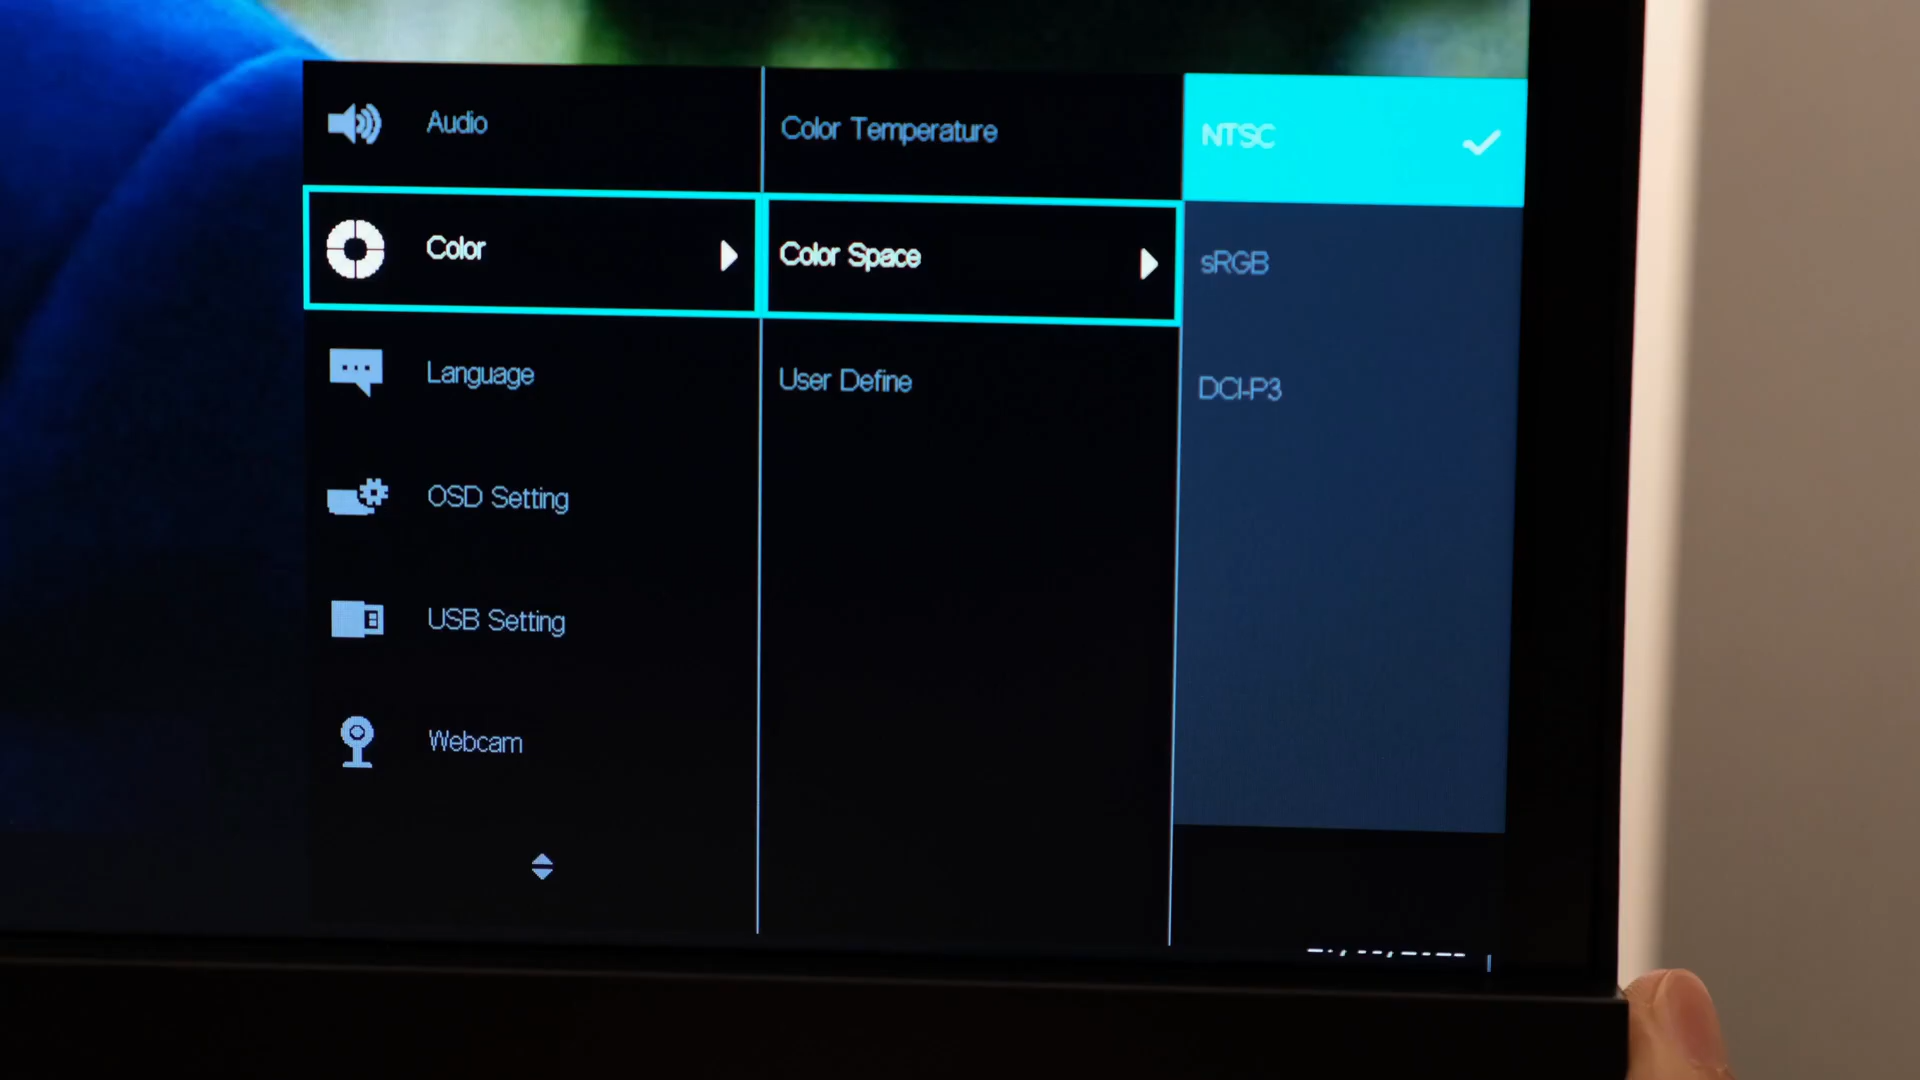 Audio
Color
Language
OSD Setting
USB Setting
Webcam
Color Temperature
Color Space
User Define
NTSC
sRGB
DCI-P3